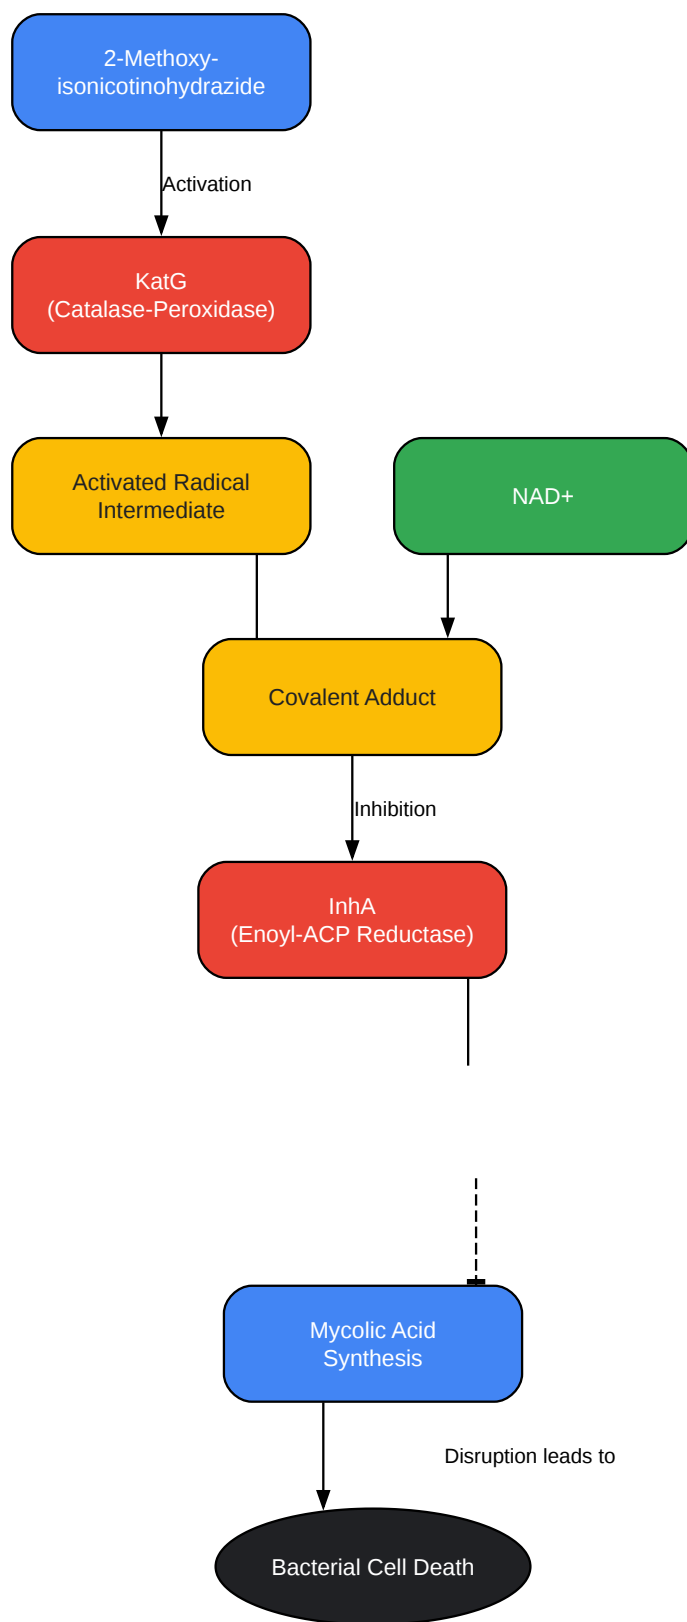 2-Methoxy-
isonicotinohydrazide
Activation
KatG
(Catalase-Peroxidase)
Activated Radical
Intermediate
NAD+
Covalent Adduct
Inhibition
InhA
(Enoyl-ACP Reductase)
Mycolic Acid
Synthesis
Disruption leads to
Bacterial Cell Death